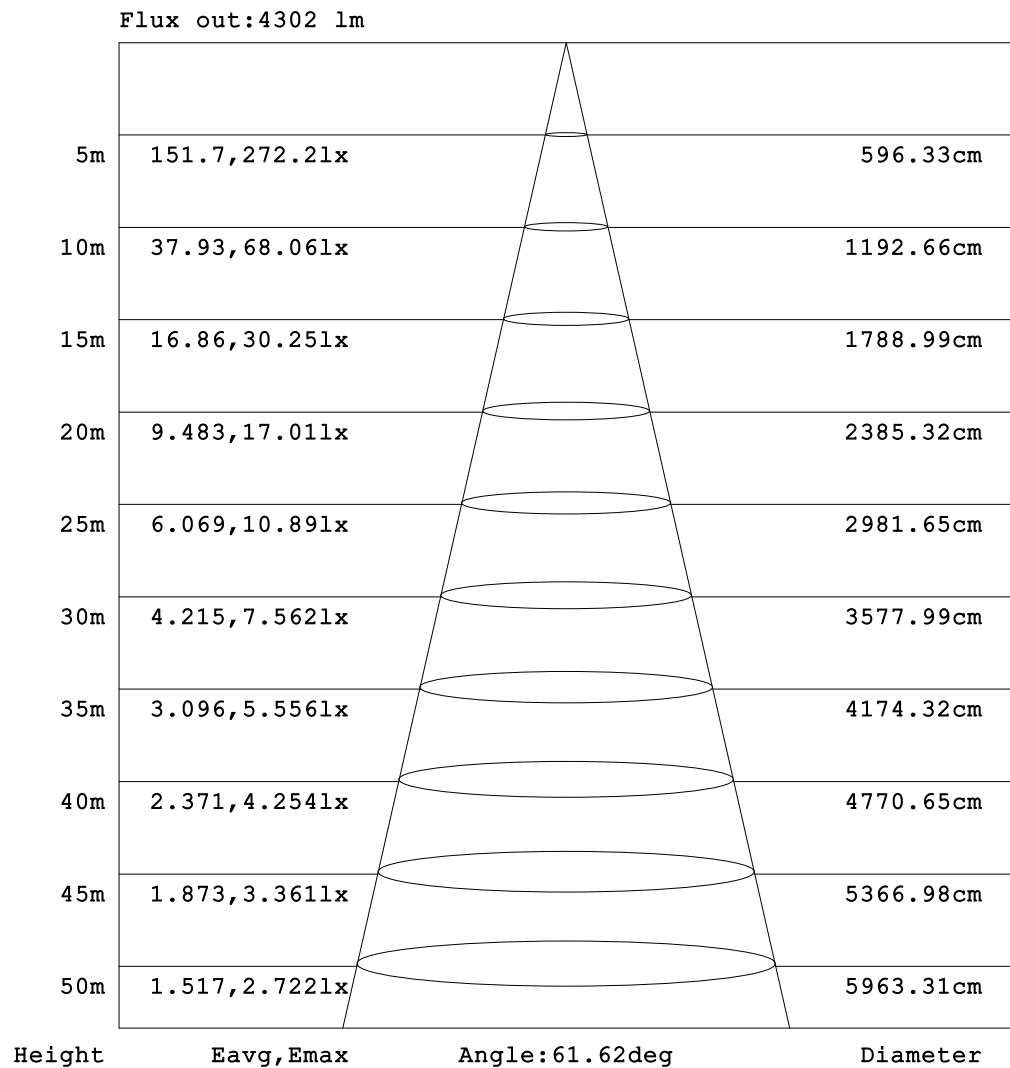 Flux out:4302 lm
5m 151.7,272.2lx 596.33cm
10m 37.93,68.06lx 1192.66cm
15m 16.86,30.25lx 1788.99cm
20m 9.483,17.01lx 2385.32cm
25m 6.069,10.89lx 2981.65cm
30m 4.215,7.562lx 3577.99cm
35m 3.096,5.556lx 4174.32cm
40m 2.371,4.254lx 4770.65cm
45m 1.873,3.361lx 5366.98cm
50m 1.517,2.722lx 5963.31cm
Height Eavg,Emax Angle:61.62deg Diameter